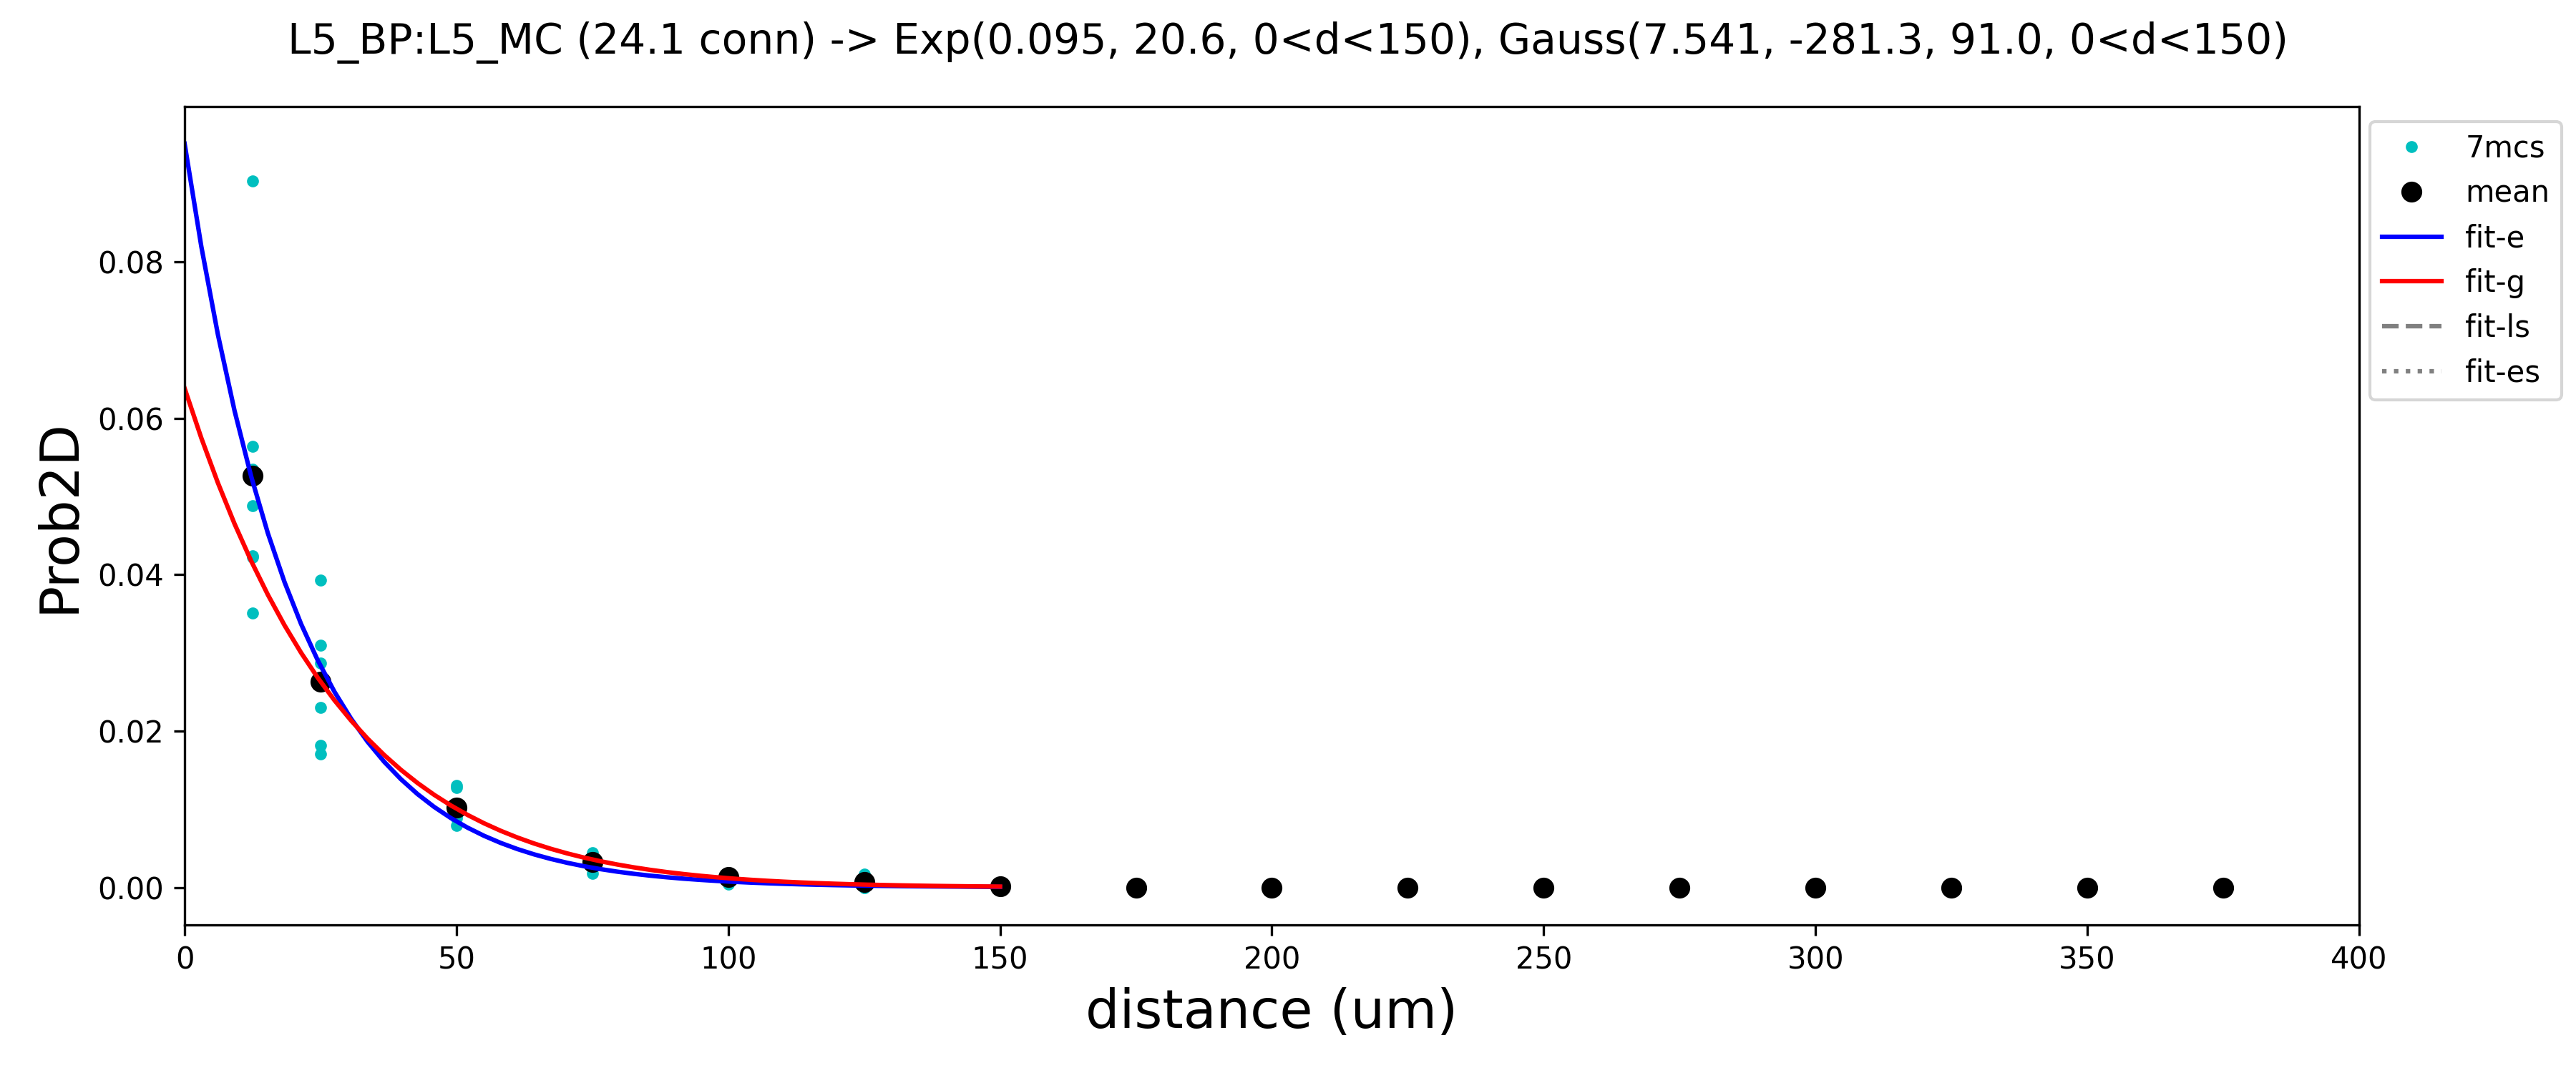 L5_BP:L5_MC (24.1 conn) -> Exp(0.095, 20.6, 0<d<150), Gauss(7.541, -281.3, 91.0, 0<d<150)
7mcs
mean
fit-e
fit-g
fit-ls
fit-es
Prob2D
0.08
0.06
0.04
0.02
0.00
0 50 100 150 200 250 300 350 400
distance (um)